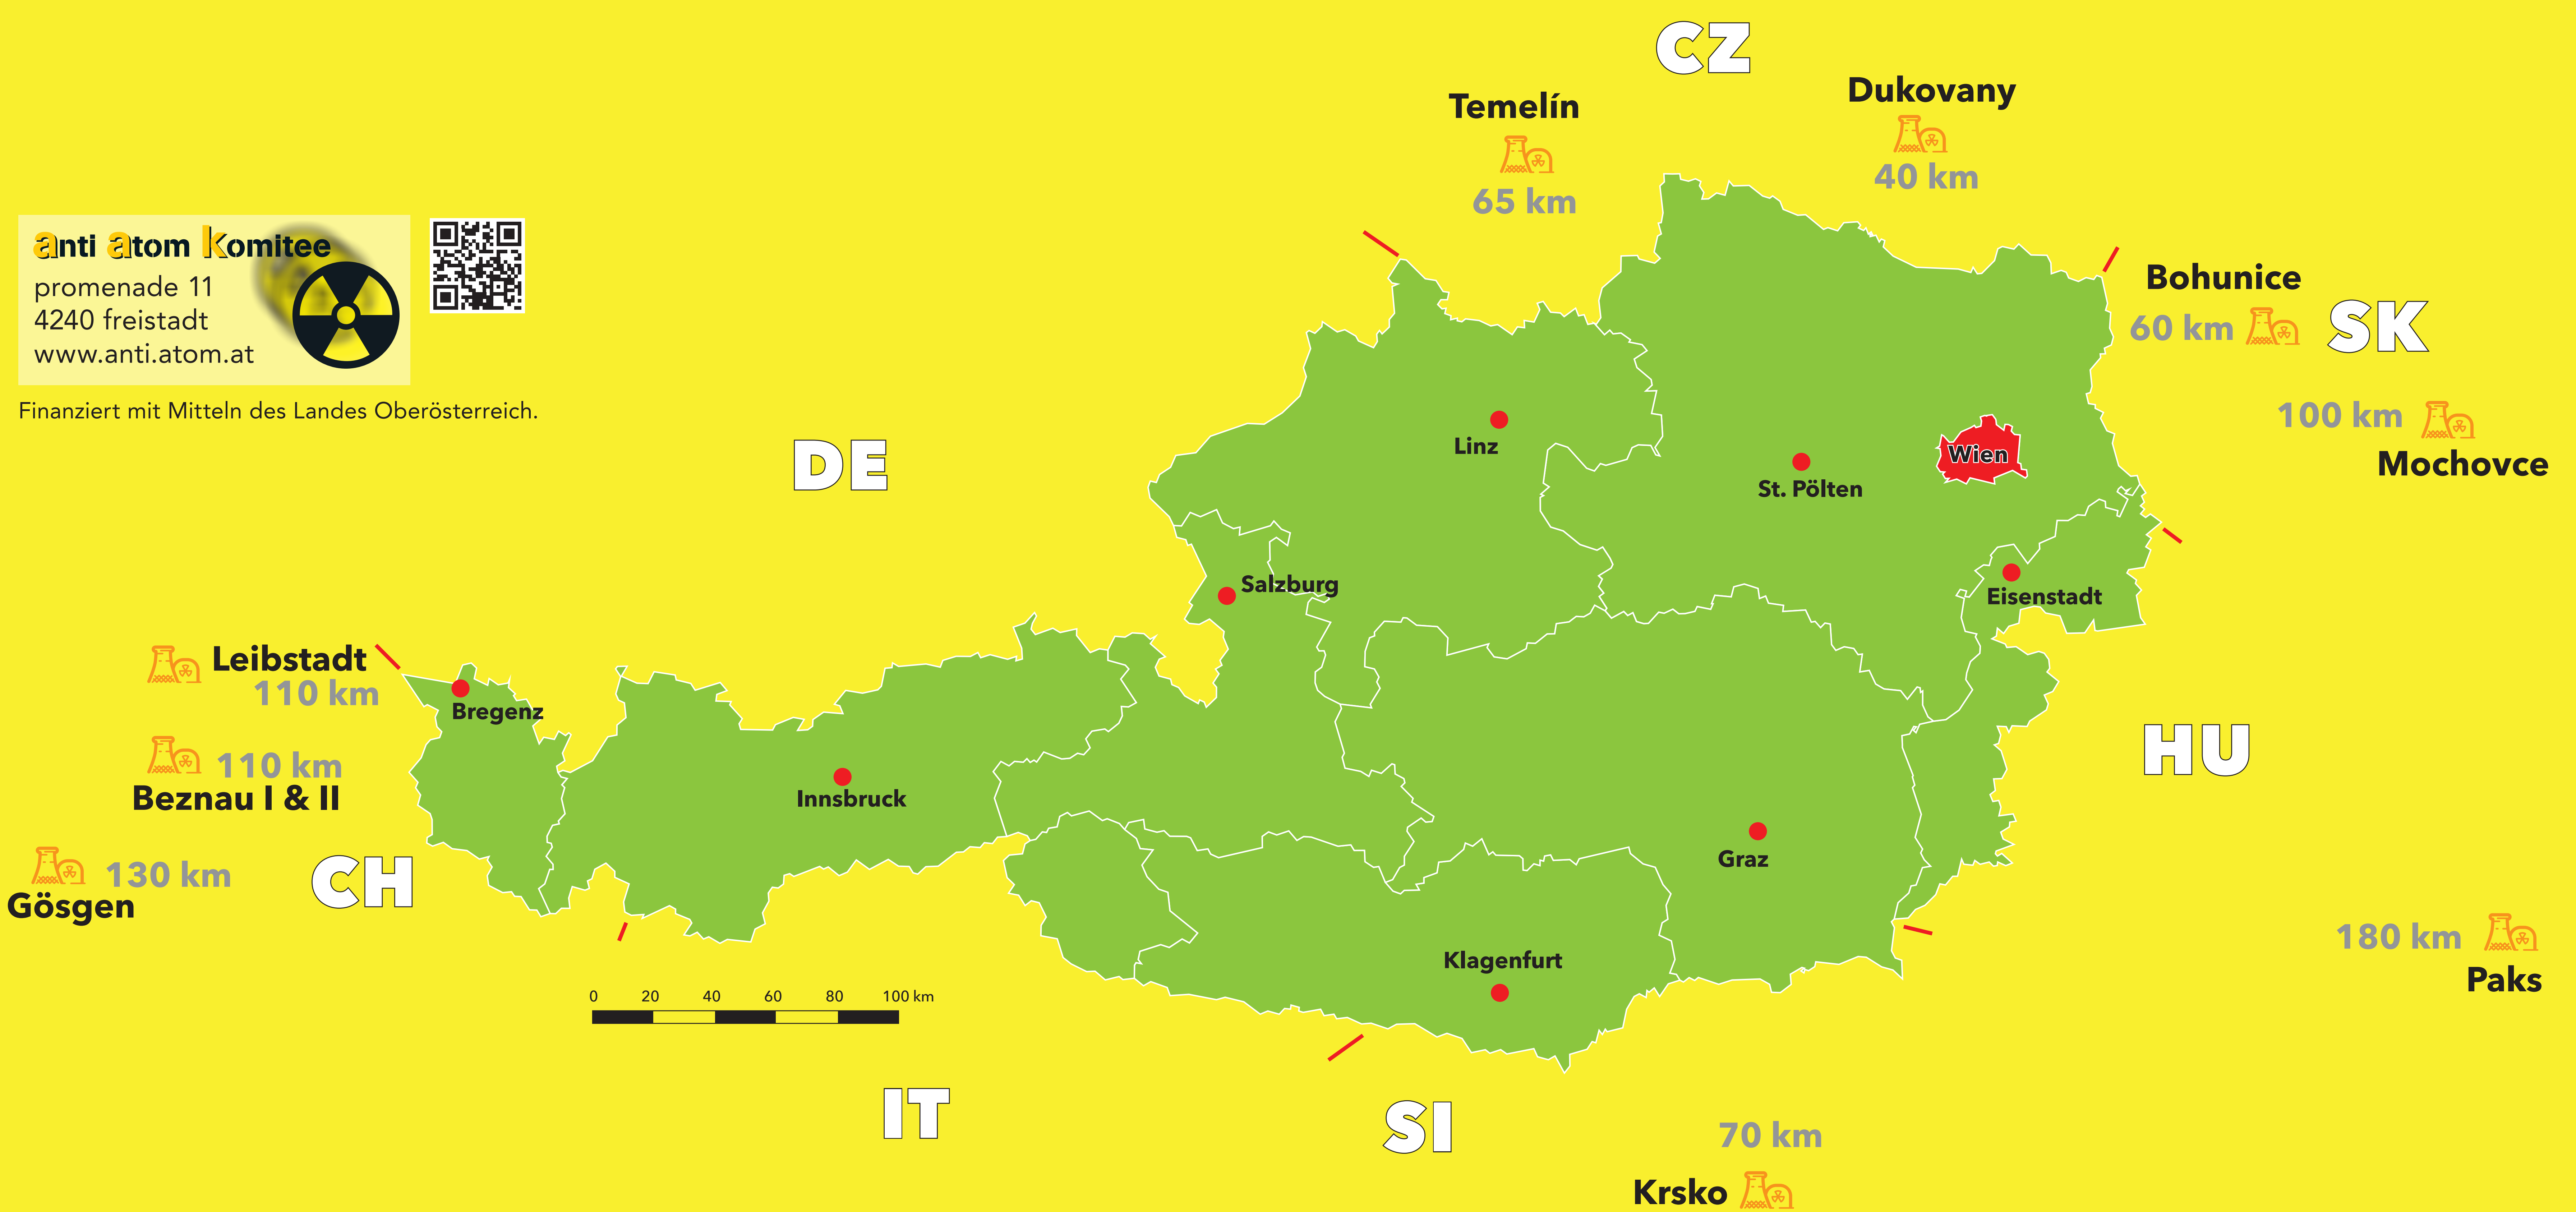 CZ
Temelín
65 km
Dukovany
40 km
anti atom komitee
promenade 11
4240 freistadt
www.anti.atom.at
Finanziert mit Mitteln des Landes Oberösterreich.
Bohunice
60 km
SK
100 km
Mochovce
DE
Linz
St. Pölten
Wien
Salzburg
Eisenstadt
Leibstadt
110 km
Bregenz
110 km
Beznau I & II
Innsbruck
HU
130 km
Gösgen
CH
Graz
Klagenfurt
180 km
Paks
0 20 40 60 80 100 km
IT
SI
70 km
Krsko